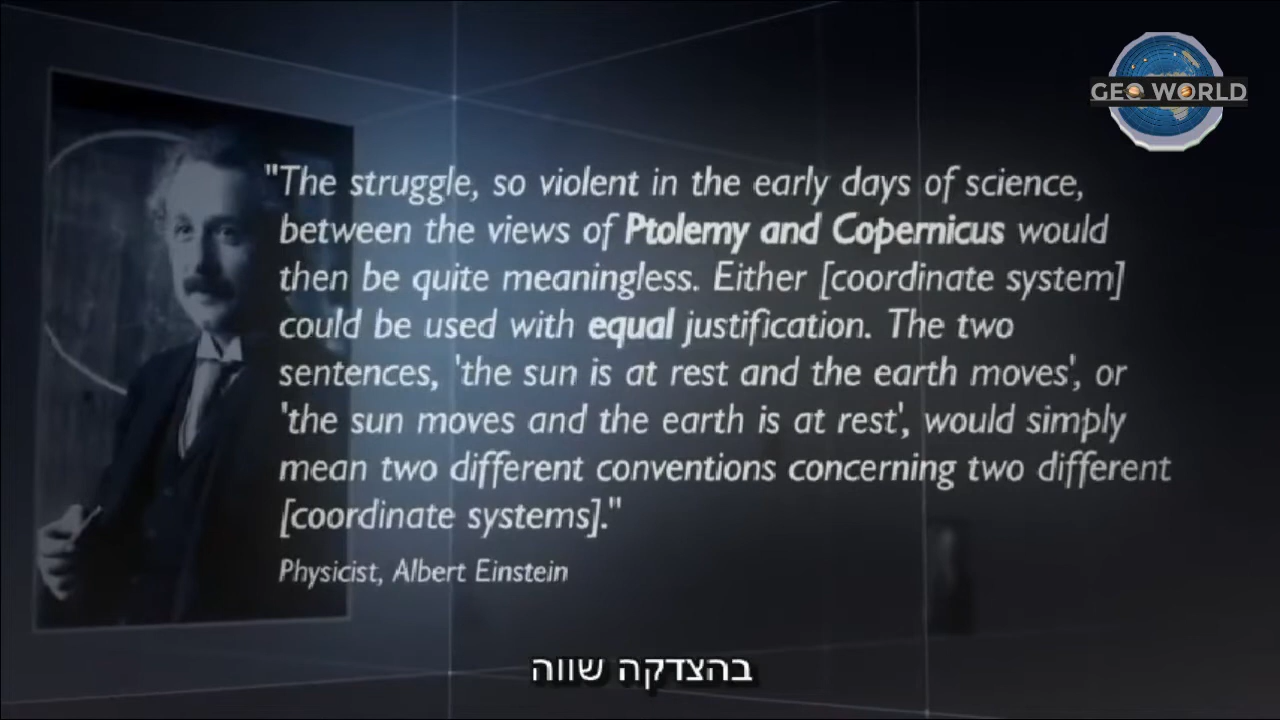 GEO WORLD
"The struggle, so violent in the early days of science,
between the views of Ptolemy and Copernicus would
then be quite meaningless. Either [coordinate system]
could be used with equal justification. The two
sentences, 'the sun is at rest and the earth moves', or
'the sun moves and the earth is at rest', would simply
mean two different conventions concerning two different
[coordinate systems]."
Physicist, Albert Einstein
בהצדקה שווה